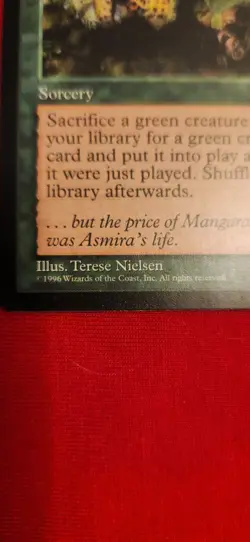 Sorcery
Sacrifice a green creature
your library for a green cr
card and put it into play a
it were just played. Shuffl
library afterwards.
. . . but the price of Mangara
was Asmira's life.
Illus. Terese Nielsen
© 1996 Wizards of the Coast, Inc. All rights reserved.